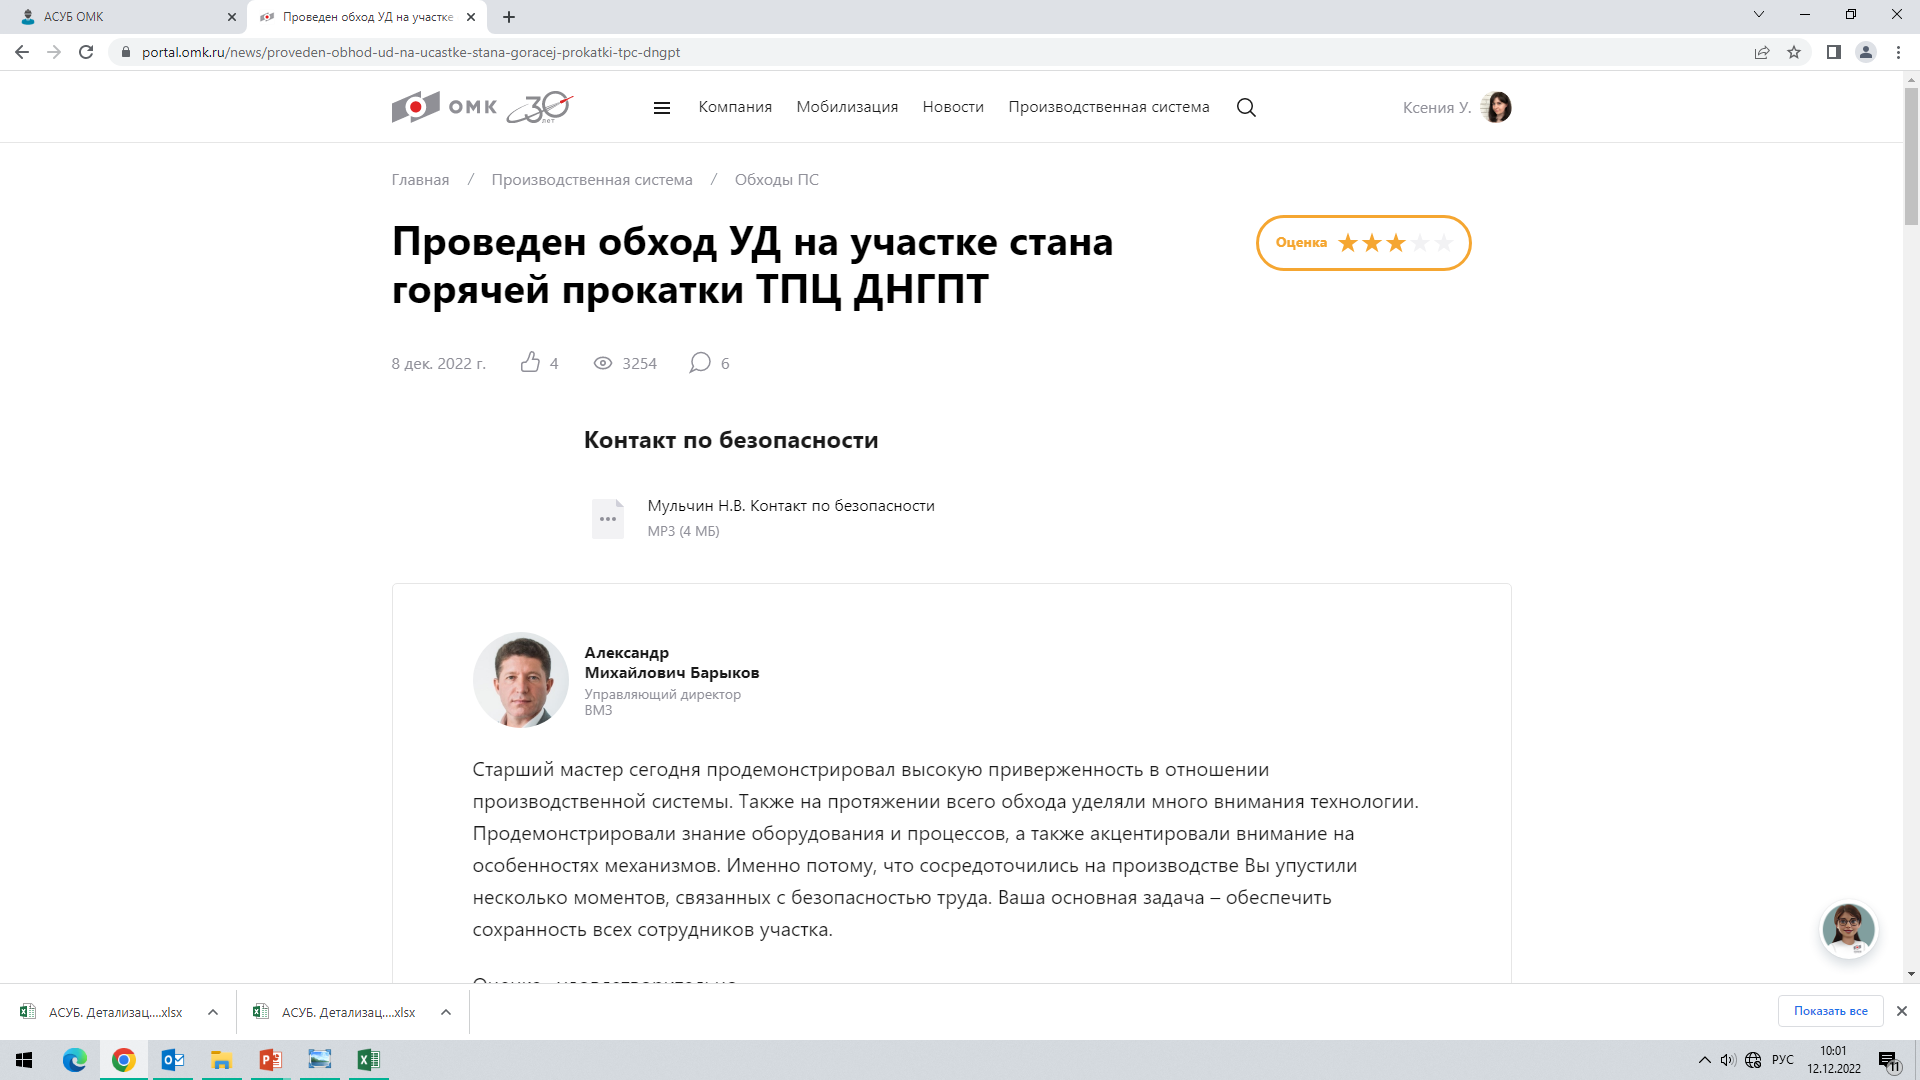 АСУБ ОМК
Проведен обход УД на участке
portal.omk.ru/news/proveden-obhod-ud-na-ucastke-stana-goracej-prokatki-tpc-dngpt
ОМК 30 лет
Компания Мобилизация Новости Производственная система
Ксения У.
Главная / Производственная система / Обходы ПС
Проведен обход УД на участке стана
горячей прокатки ТПЦ ДНГПТ
Оценка
8 дек. 2022 г. 4 3254 6
Контакт по безопасности
Мульчин Н.В. Контакт по безопасности
MP3 (4 МБ)
Александр
Михайлович Барыков
Управляющий директор
ВМЗ
Старший мастер сегодня продемонстрировал высокую приверженность в отношении
производственной системы. Также на протяжении всего обхода уделяли много внимания технологии.
Продемонстрировали знание оборудования и процессов, а также акцентировали внимание на
особенностях механизмов. Именно потому, что сосредоточились на производстве Вы упустили
несколько моментов, связанных с безопасностью труда. Ваша основная задача – обеспечить
сохранность всех сотрудников участка.
АСУБ. Детализац....xlsx
АСУБ. Детализац....xlsx
Показать все
РУС
10:01
12.12.2022
11